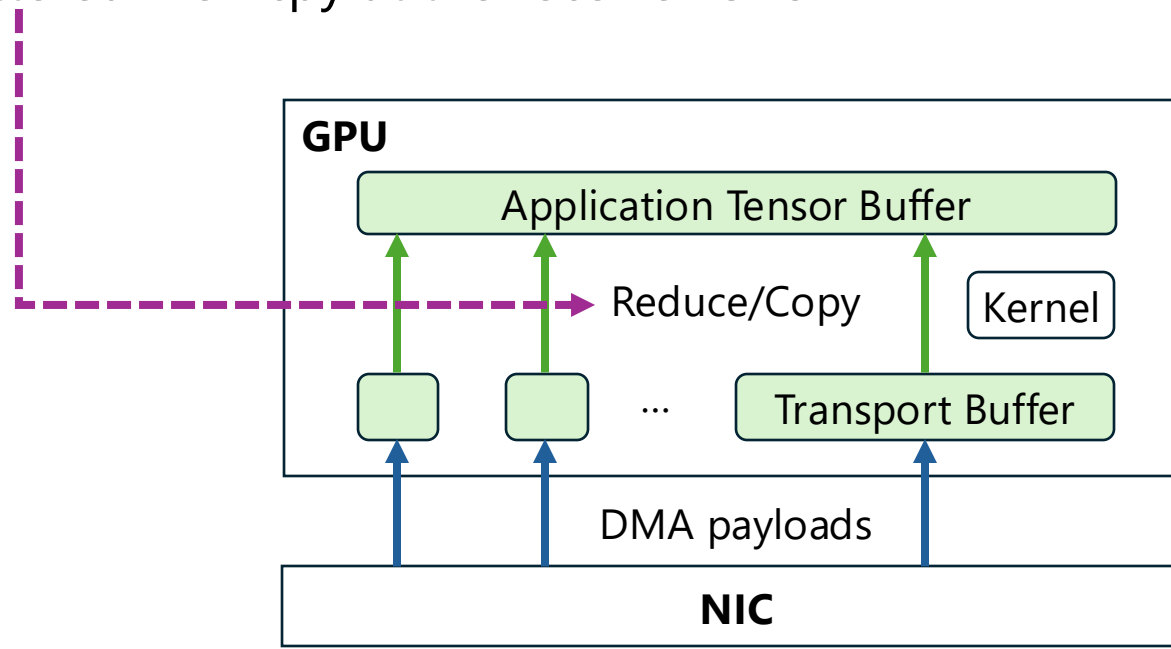 GPU
Application Tensor Buffer
Reduce/Copy
Kernel
...
Transport Buffer
DMA payloads
NIC